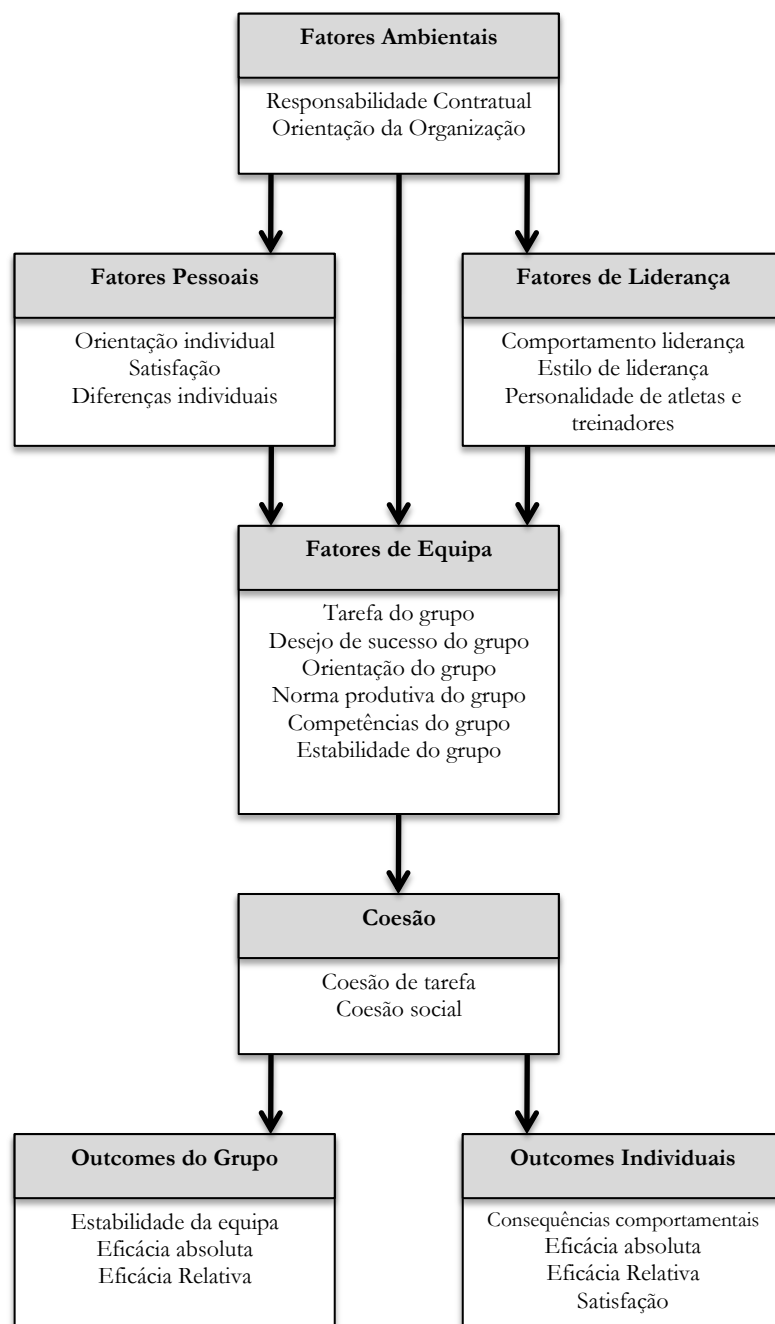 Fatores Ambientais
Responsabilidade Contratual
Orientação da Organização
Fatores Pessoais
Orientação individual
Satisfação
Diferenças individuais
Fatores de Liderança
Comportamento liderança
Estilo de liderança
Personalidade de atletas e
treinadores
Fatores de Equipa
Tarefa do grupo
Desejo de sucesso do grupo
Orientação do grupo
Norma produtiva do grupo
Competências do grupo
Estabilidade do grupo
Coesão
Coesão de tarefa
Coesão social
Outcomes do Grupo
Estabilidade da equipa
Eficácia absoluta
Eficácia Relativa
Outcomes Individuais
Consequências comportamentais
Eficácia absoluta
Eficácia Relativa
Satisfação